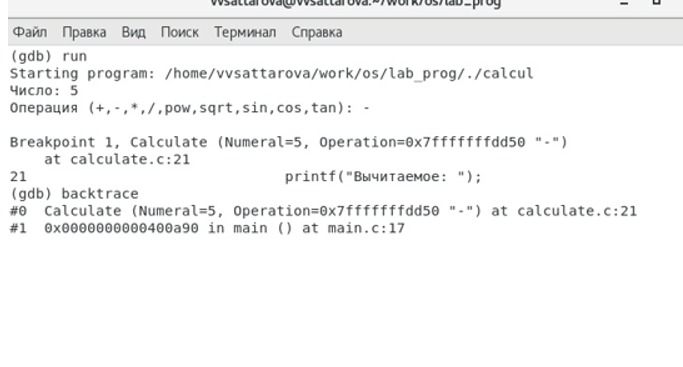 vvsattarova@vvsattarova:~/work/os/lab_prog
Файл Правка Вид Поиск Терминал Справка
(gdb) run
Starting program: /home/vvsattarova/work/os/lab_prog/./calcul
Число: 5
Операция (+,-,*,/,pow,sqrt,sin,cos,tan): -
Breakpoint 1, Calculate (Numeral=5, Operation=0x7fffffffdd50 "-")
    at calculate.c:21
21                              printf("Вычитаемое: ");
(gdb) backtrace
#0  Calculate (Numeral=5, Operation=0x7fffffffdd50 "-") at calculate.c:21
#1  0x0000000000400a90 in main () at main.c:17